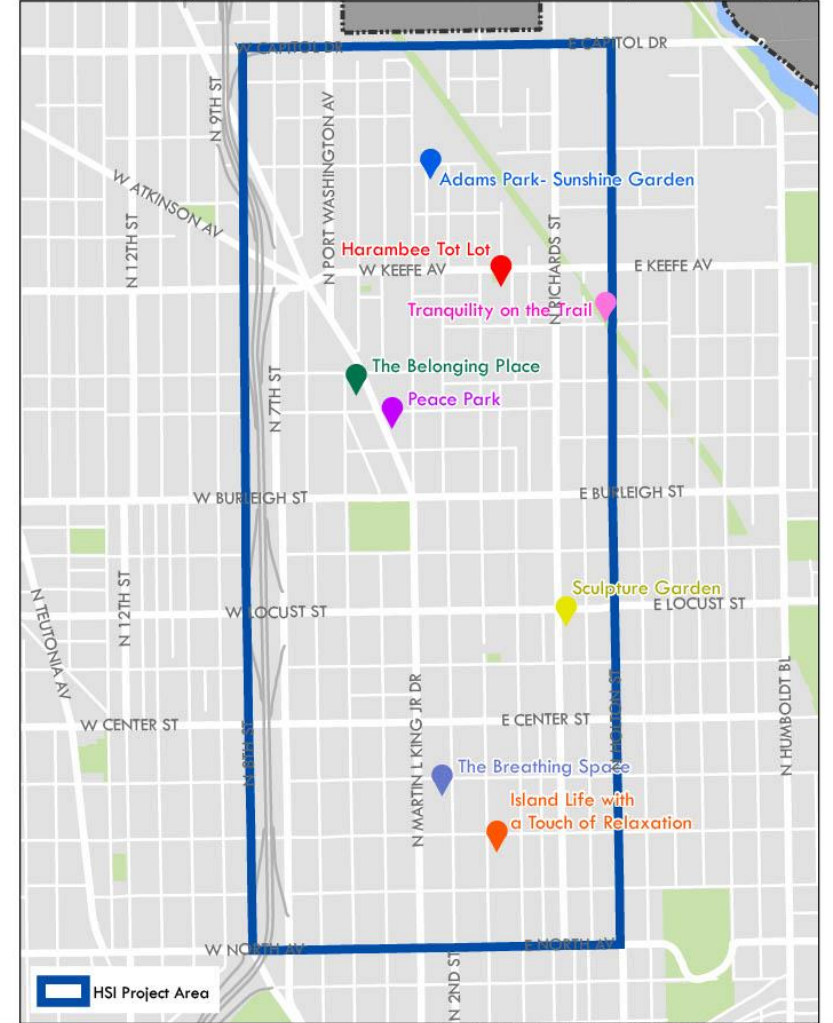 W CAPITOL DR
E CAPITOL DR
N 9TH ST
N PORT WASHINGTON AV
W ATKINSON AV
Adams Park- Sunshine Garden
N 12TH ST
Harambee Tot Lot
W KEEFE AV
N RICHARDS ST
E KEEFE AV
Tranquility on the Trail
The Belonging Place
N 7TH ST
Peace Park
W BURLEIGH ST
E BURLEIGH ST
Sculpture Garden
N TEUTONIA AV
N 12TH ST
W LOCUST ST
E LOCUST ST
N MARTIN L KING JR DR
N HOLTON ST
N HUMBOLDT BL
W CENTER ST
E CENTER ST
N 8TH ST
The Breathing Space
Island Life with
a Touch of Relaxation
W NORTH AV
E NORTH AV
N 2ND ST
HSI Project Area